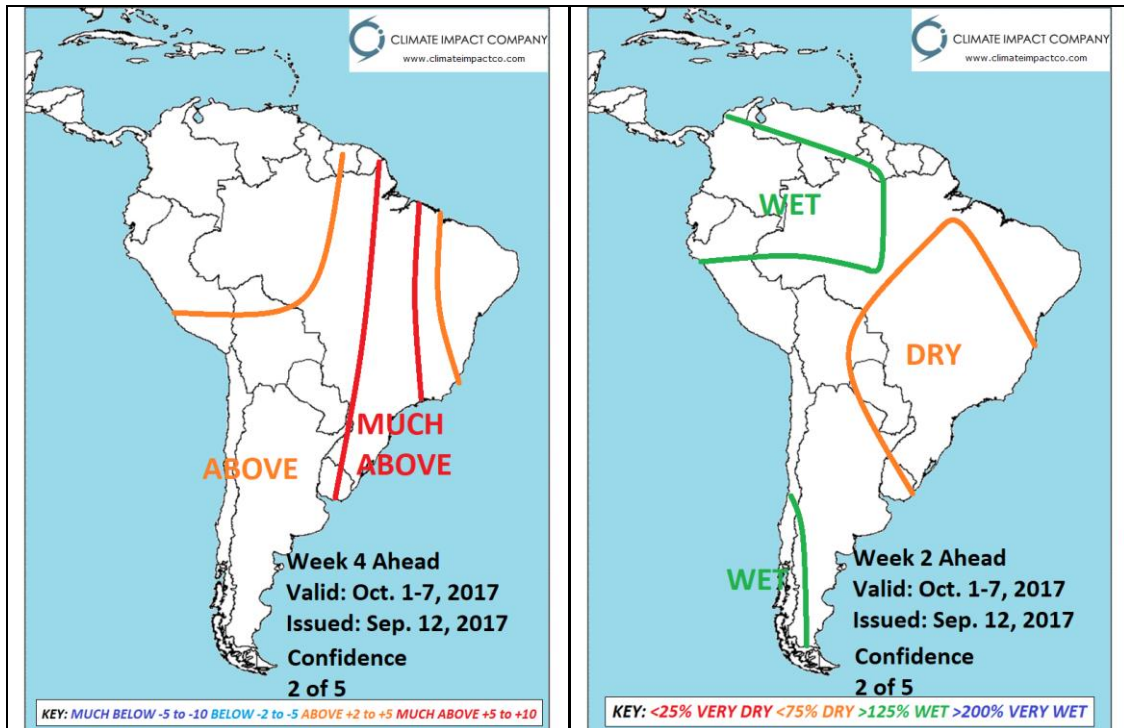 CLIMATE IMPACT COMPANY
www.climateimpactco.com
MUCH
ABOVE
ABOVE
Week 4 Ahead
Valid: Oct. 1-7, 2017
Issued: Sep. 12, 2017
Confidence
2 of 5
KEY: MUCH BELOW -5 to -10 BELOW -2 to -5 ABOVE +2 to +5 MUCH ABOVE +5 to +10
CLIMATE IMPACT COMPANY
www.climateimpactco.com
WET
DRY
WET
Week 2 Ahead
Valid: Oct. 1-7, 2017
Issued: Sep. 12, 2017
Confidence
2 of 5
KEY: <25% VERY DRY <75% DRY >125% WET >200% VERY WET